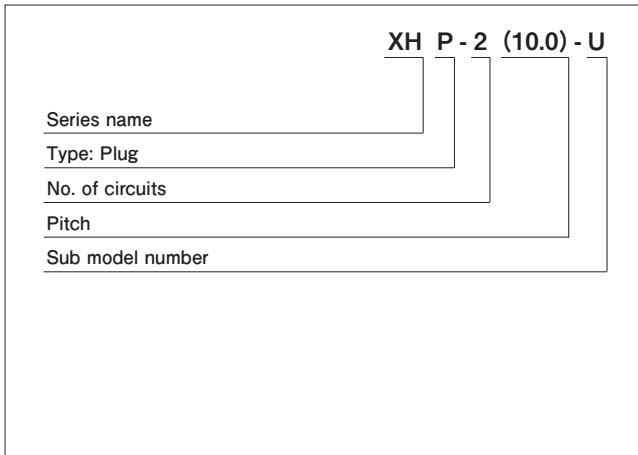 XH P - 2 (10.0) - U
Series name
Type: Plug
No. of circuits
Pitch
Sub model number